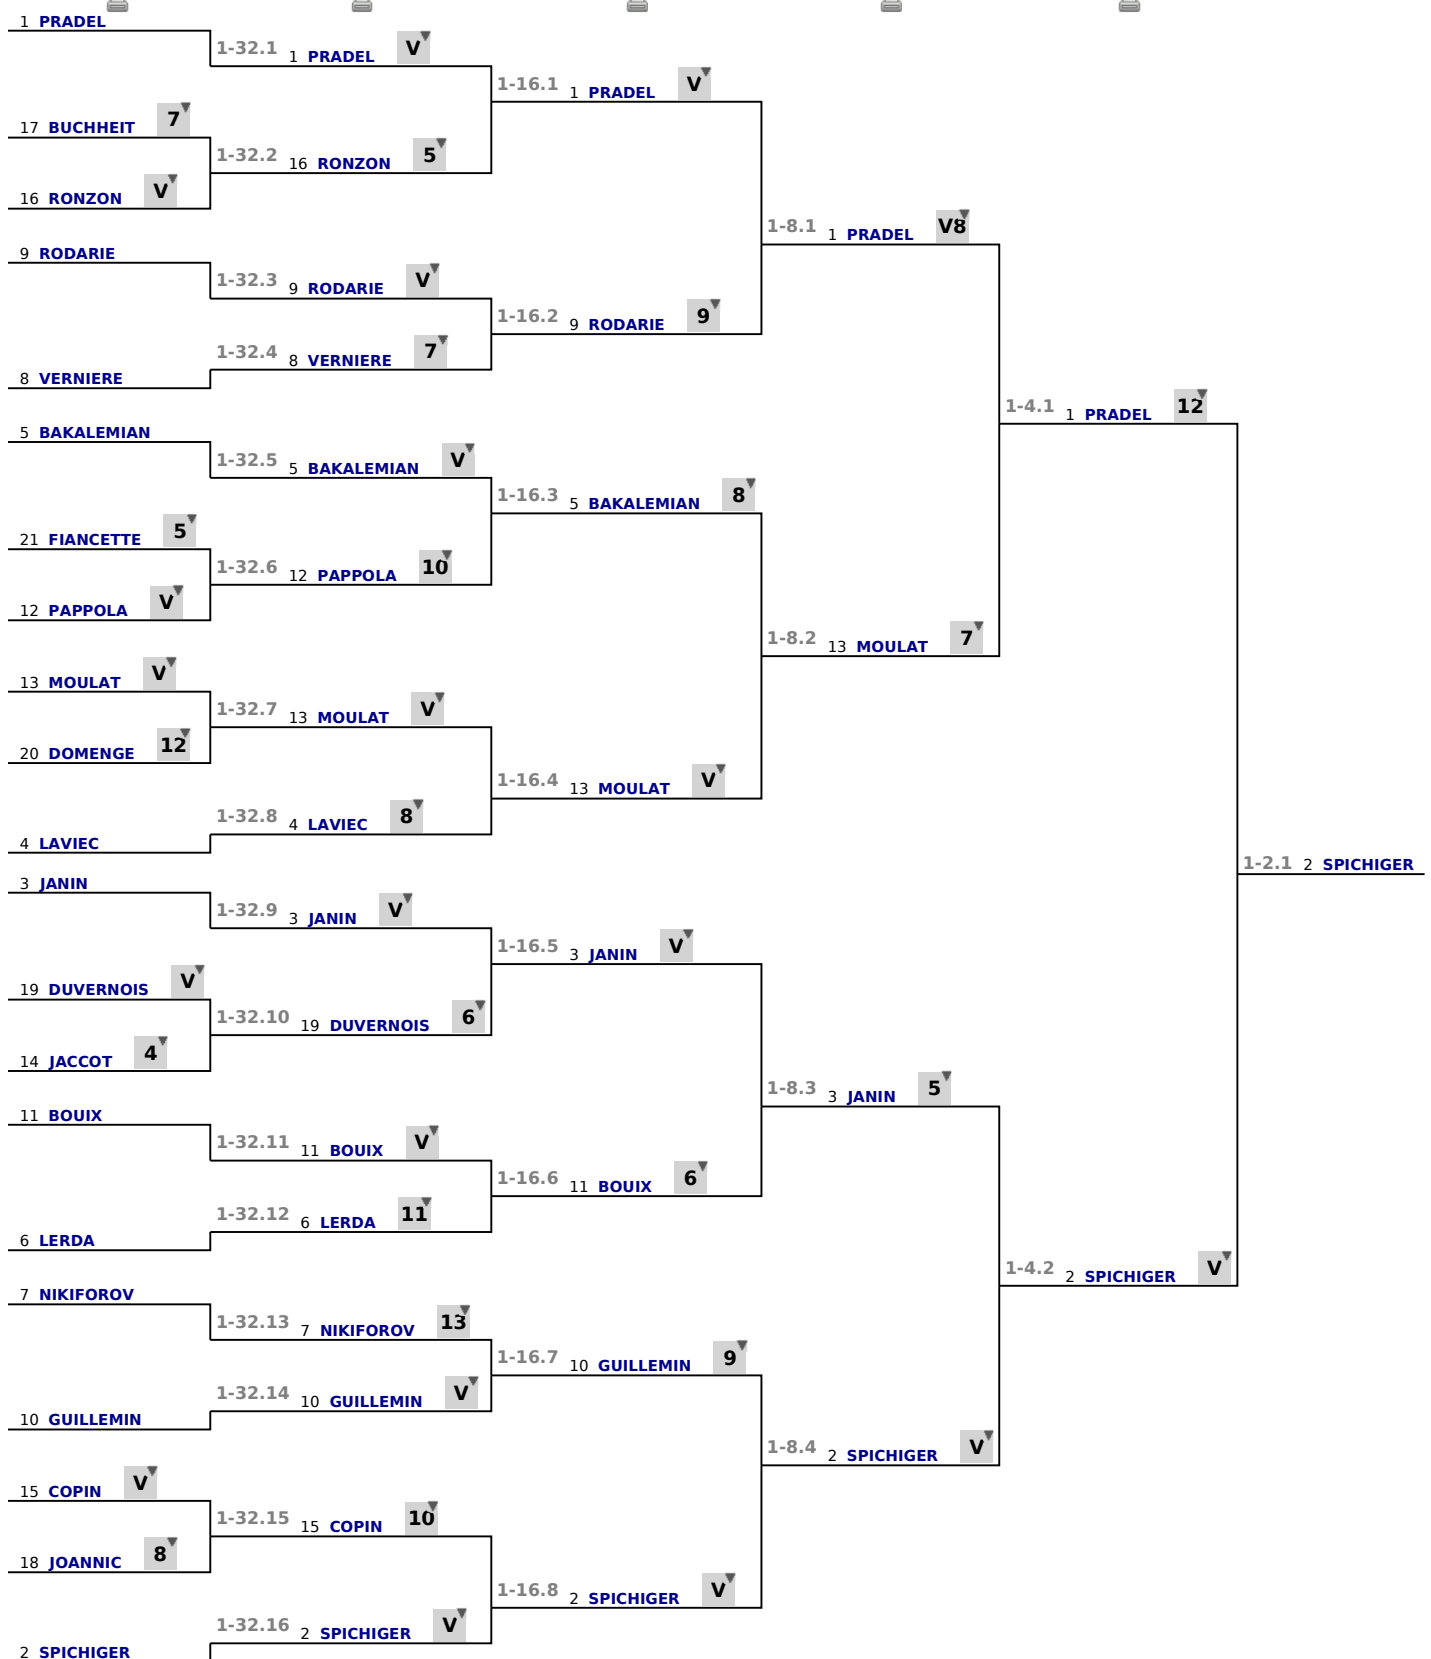 1 PRADEL
1-32.1 1 PRADEL V
1-16.1 1 PRADEL V
17 BUCHHEIT 7
1-32.2 16 RONZON 5
16 RONZON V
1-8.1 1 PRADEL V8
9 RODARIE
1-32.3 9 RODARIE V
1-16.2 9 RODARIE 9
1-32.4 8 VERNIERE 7
8 VERNIERE
1-4.1 1 PRADEL 12
5 BAKALEMIAN
1-32.5 5 BAKALEMIAN V
1-16.3 5 BAKALEMIAN 8
21 FIANCETTE 5
1-32.6 12 PAPPOLA 10
12 PAPPOLA V
1-8.2 13 MOULAT 7
13 MOULAT V
1-32.7 13 MOULAT V
20 DOMENGE 12
1-16.4 13 MOULAT V
1-32.8 4 LAVIEC 8
4 LAVIEC
1-2.1 2 SPICHIGER
3 JANIN
1-32.9 3 JANIN V
1-16.5 3 JANIN V
19 DUVERNOIS V
1-32.10 19 DUVERNOIS 6
14 JACCOT 4
1-8.3 3 JANIN 5
11 BOUIX
1-32.11 11 BOUIX V
1-16.6 11 BOUIX 6
1-32.12 6 LERDA 11
6 LERDA
1-4.2 2 SPICHIGER V
7 NIKIFOROV
1-32.13 7 NIKIFOROV 13
1-16.7 10 GUILLEMIN 9
1-32.14 10 GUILLEMIN V
10 GUILLEMIN
1-8.4 2 SPICHIGER V
15 COPIN V
1-32.15 15 COPIN 10
18 JOANNIC 8
1-16.8 2 SPICHIGER V
1-32.16 2 SPICHIGER V
2 SPICHIGER